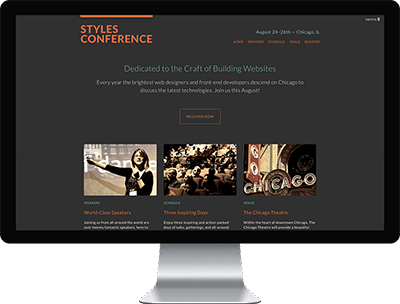 SWITCH
STYLES
CONFERENCE
August 24–26th — Chicago, IL
HOME SPEAKERS SCHEDULE VENUE REGISTER
Dedicated to the Craft of Building Websites
Every year the brightest web designers and front-end developers descend on Chicago to
discuss the latest technologies. Join us this August!
REGISTER NOW
CHICAGO
SPEAKERS
World-Class Speakers
Joining us from all around the world are
over twenty fantastic speakers, here to
SCHEDULE
Three Inspiring Days
Enjoy three inspiring and action-packed
days of talks, gatherings, and all-around
VENUE
The Chicago Theatre
Within the heart of downtown Chicago, The
Chicago Theatre will provide a beautiful